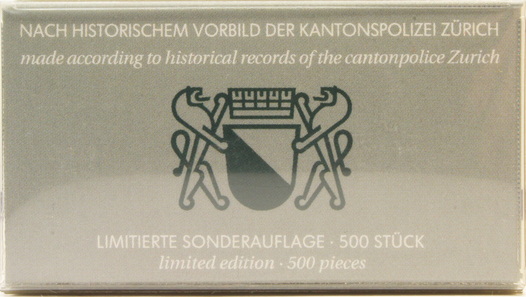 NACH HISTORISCHEM VORBILD DER KANTONSPOLIZEI ZÜRICH
made according to historical records of the cantonpolice Zurich
LIMITIERTE SONDERAUFLAGE · 500 STÜCK
limited edition · 500 pieces